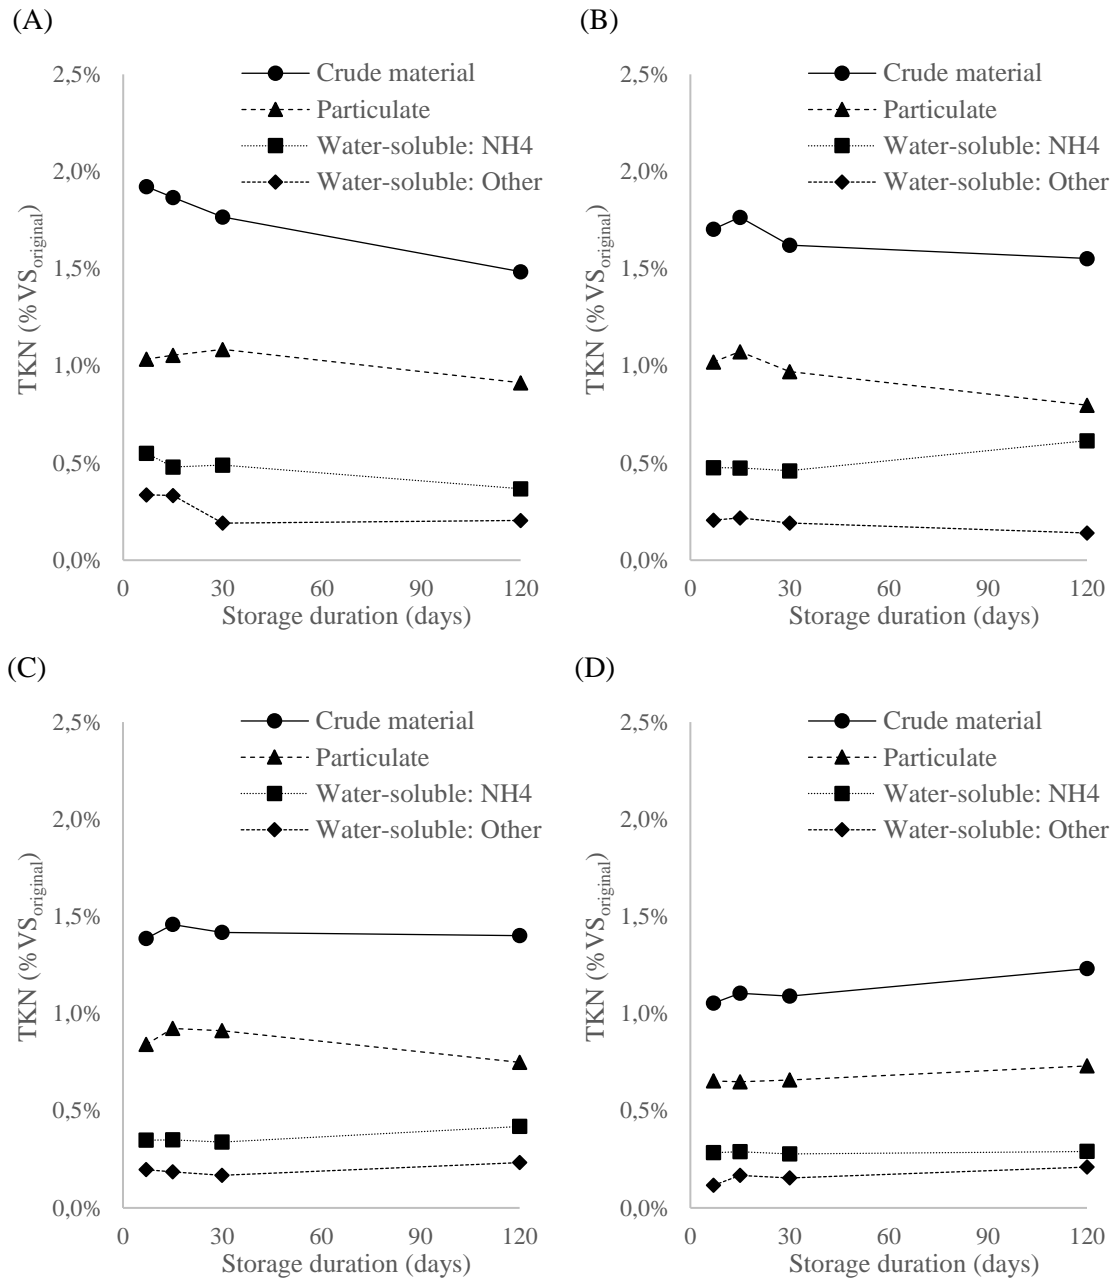 (A)
2,5%
2,0%
1,5%
1,0%
0,5%
0,0%
TKN (%VSoriginal)
Crude material
Particulate
Water-soluble: NH4
Water-soluble: Other
0 30 60 90 120
Storage duration (days)
(B)
2,5%
2,0%
1,5%
1,0%
0,5%
0,0%
TKN (%VSoriginal)
Crude material
Particulate
Water-soluble: NH4
Water-soluble: Other
0 30 60 90 120
Storage duration (days)
(C)
2,5%
2,0%
1,5%
1,0%
0,5%
0,0%
TKN (%VSoriginal)
Crude material
Particulate
Water-soluble: NH4
Water-soluble: Other
0 30 60 90 120
Storage duration (days)
(D)
2,5%
2,0%
1,5%
1,0%
0,5%
0,0%
TKN (%VSoriginal)
Crude material
Particulate
Water-soluble: NH4
Water-soluble: Other
0 30 60 90 120
Storage duration (days)